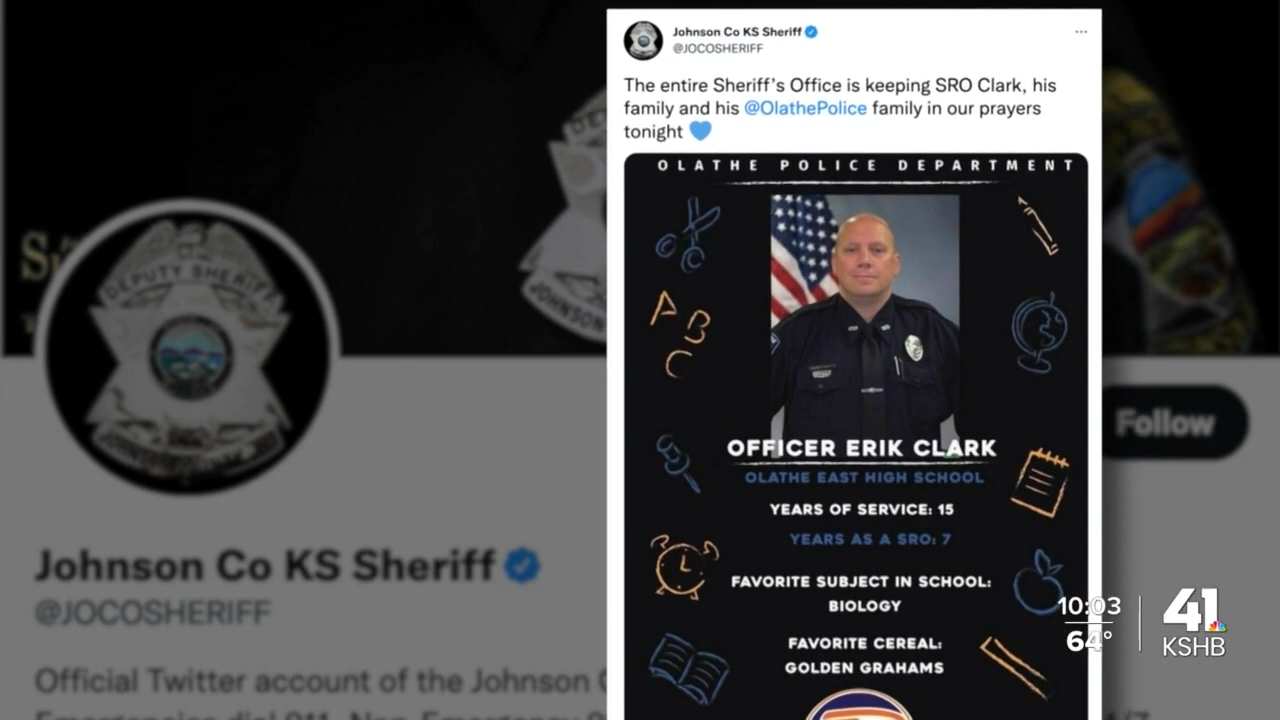 Johnson Co KS Sheriff
@JOCOSHERIFF
The entire Sheriff's Office is keeping SRO Clark, his
family and his @OlathePolice family in our prayers
tonight 💙
OLATHE POLICE DEPARTMENT
A
B
C
OFFICER ERIK CLARK
OLATHE EAST HIGH SCHOOL
YEARS OF SERVICE: 15
YEARS AS A SRO: 7
FAVORITE SUBJECT IN SCHOOL:
BIOLOGY
FAVORITE CEREAL:
GOLDEN GRAHAMS
DEPUTY SHERIFF
Follow
Johnson Co KS Sheriff
@JOCOSHERIFF
Official Twitter account of the Johnson
10:03
64°
41
KSHB